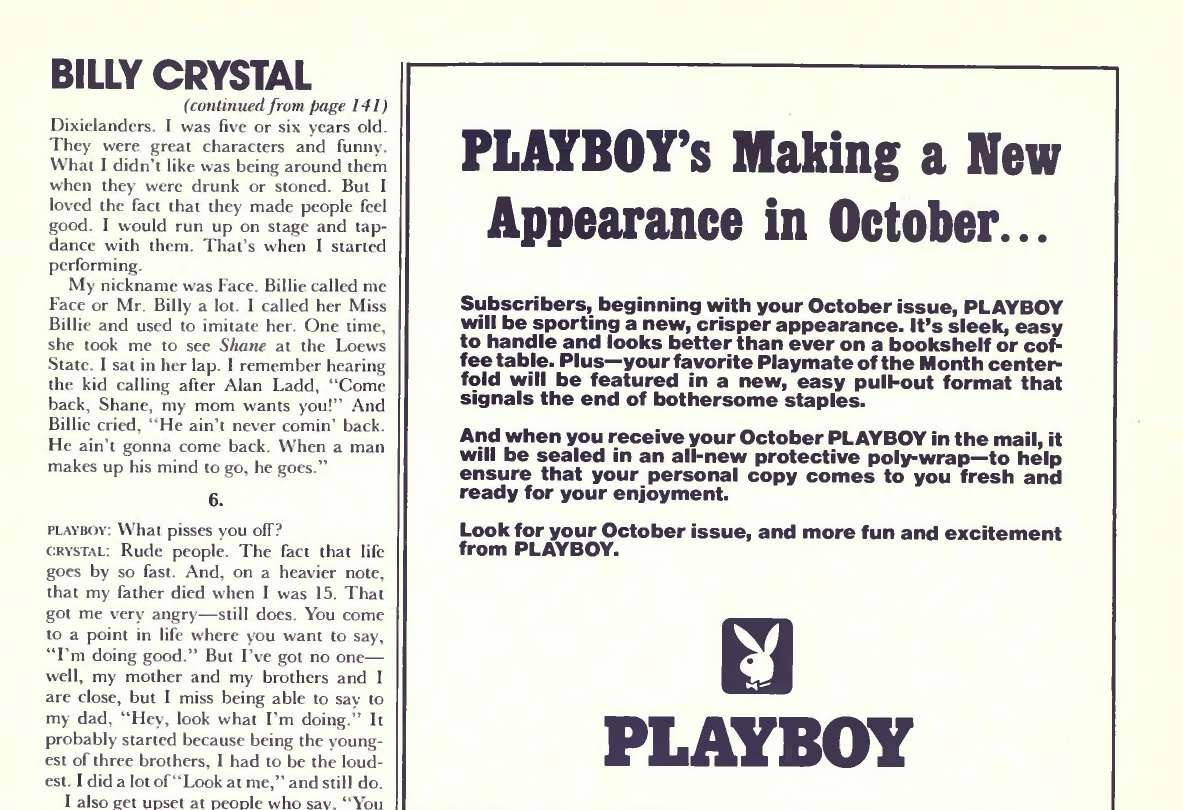 BILLY CRYSTAL
(continued from page 141)
Dixielanders. I was five or six years old.
They were great characters and funny.
What I didn't like was being around them
when they were drunk or stoned. But I
loved the fact that they made people feel
good. I would run up on stage and tap-
dance with them. That's when I started
performing.
My nickname was Face. Billie called me
Face or Mr. Billy a lot. I called her Miss
Billie and used to imitate her. One time,
she took me to see Shane at the Loews
State. I sat in her lap. I remember hearing
the kid calling after Alan Ladd, “Come
back, Shane, my mom wants you!” And
Billie cried, “He ain't never comin' back.
He ain't gonna come back. When a man
makes up his mind to go, he goes.”
6.
PLAYBOY: What pisses you off?
CRYSTAL: Rude people. The fact that life
goes by so fast. And, on a heavier note,
that my father died when I was 15. That
got me very angry—still does. You come
to a point in life where you want to say,
“I'm doing good.” But I've got no one—
well, my mother and my brothers and I
are close, but I miss being able to say to
my dad, “Hey, look what I'm doing.” It
probably started because being the young-
est of three brothers, I had to be the loud-
est. I did a lot of “Look at me,” and still do.
I also get upset at people who say, “You
PLAYBOY's Making a New
Appearance in October...
Subscribers, beginning with your October issue, PLAYBOY
will be sporting a new, crisper appearance. It's sleek, easy
to handle and looks better than ever on a bookshelf or cof-
fee table. Plus—your favorite Playmate of the Month center-
fold will be featured in a new, easy pull-out format that
signals the end of bothersome staples.
And when you receive your October PLAYBOY in the mail, it
will be sealed in an all-new protective poly-wrap—to help
ensure that your personal copy comes to you fresh and
ready for your enjoyment.
Look for your October issue, and more fun and excitement
from PLAYBOY.
PLAYBOY